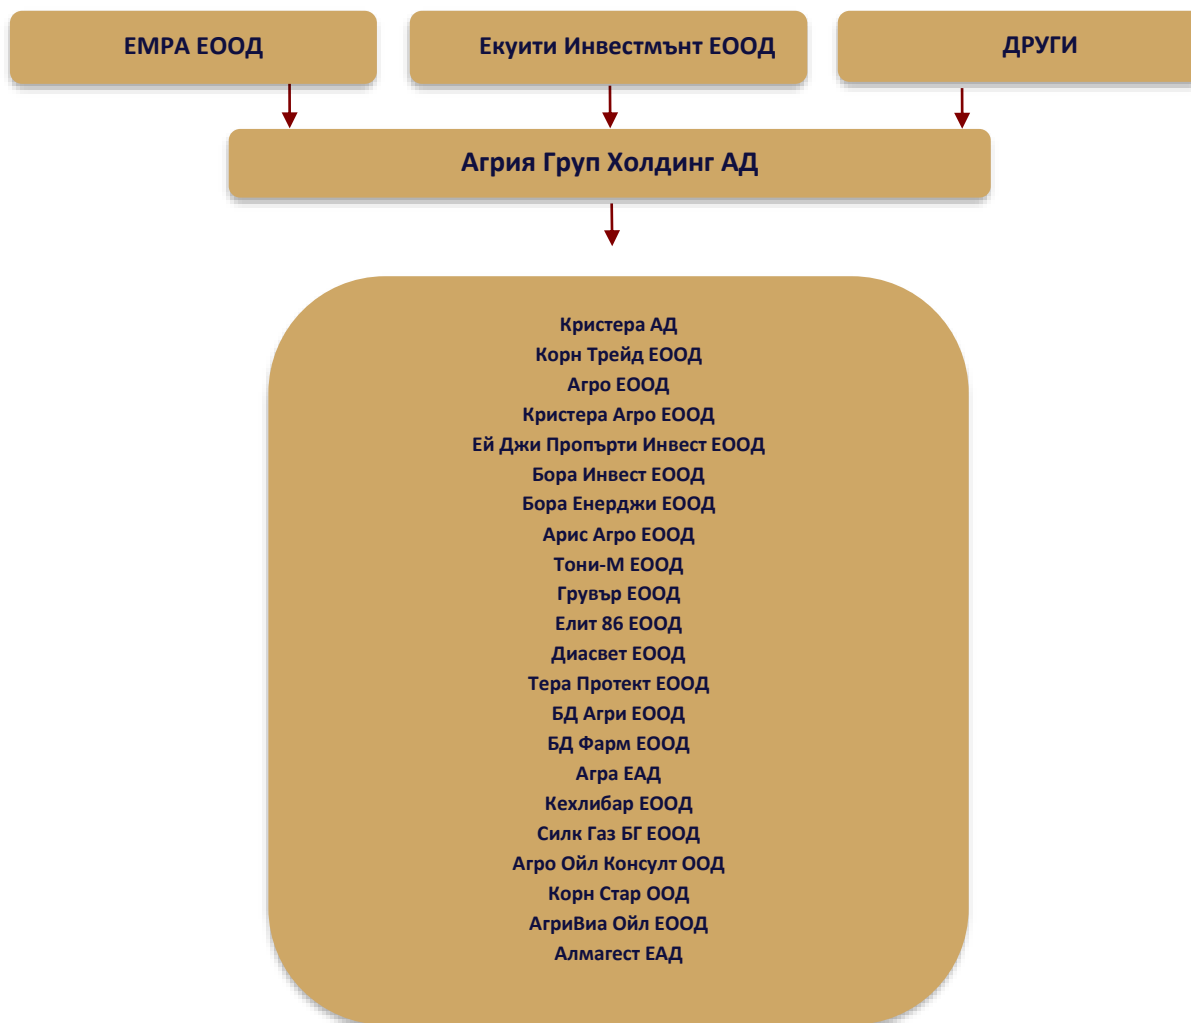 ЕМРА ЕООД
Екуити Инвестмънт ЕООД
ДРУГИ
Агрия Груп Холдинг АД
Кристера АД
Корн Трейд ЕООД
Агро ЕООД
Кристера Агро ЕООД
Ей Джи Пропърти Инвест ЕООД
Бора Инвест ЕООД
Бора Енерджи ЕООД
Арис Агро ЕООД
Тони-М ЕООД
Грувър ЕООД
Елит 86 ЕООД
Диасвет ЕООД
Тера Протект ЕООД
БД Агри ЕООД
БД Фарм ЕООД
Агра ЕАД
Кехлибар ЕООД
Силк Газ БГ ЕООД
Агро Ойл Консулт ООД
Корн Стар ООД
АгриВиа Ойл ЕООД
Алмагест ЕАД